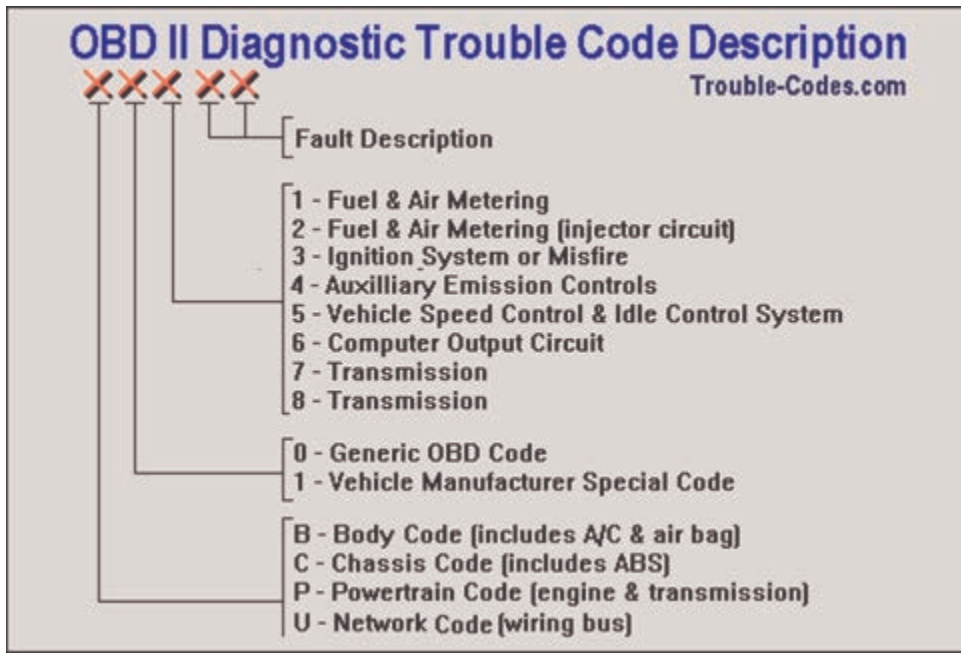 OBD II Diagnostic Trouble Code Description
Trouble-Codes.com
XXX XX
Fault Description
1 - Fuel & Air Metering
2 - Fuel & Air Metering (injector circuit)
3 - Ignition System or Misfire
4 - Auxilliary Emission Controls
5 - Vehicle Speed Control & Idle Control System
6 - Computer Output Circuit
7 - Transmission
8 - Transmission
0 - Generic OBD Code
1 - Vehicle Manufacturer Special Code
B - Body Code (includes A/C & air bag)
C - Chassis Code (includes ABS)
P - Powertrain Code (engine & transmission)
U - Network Code (wiring bus)